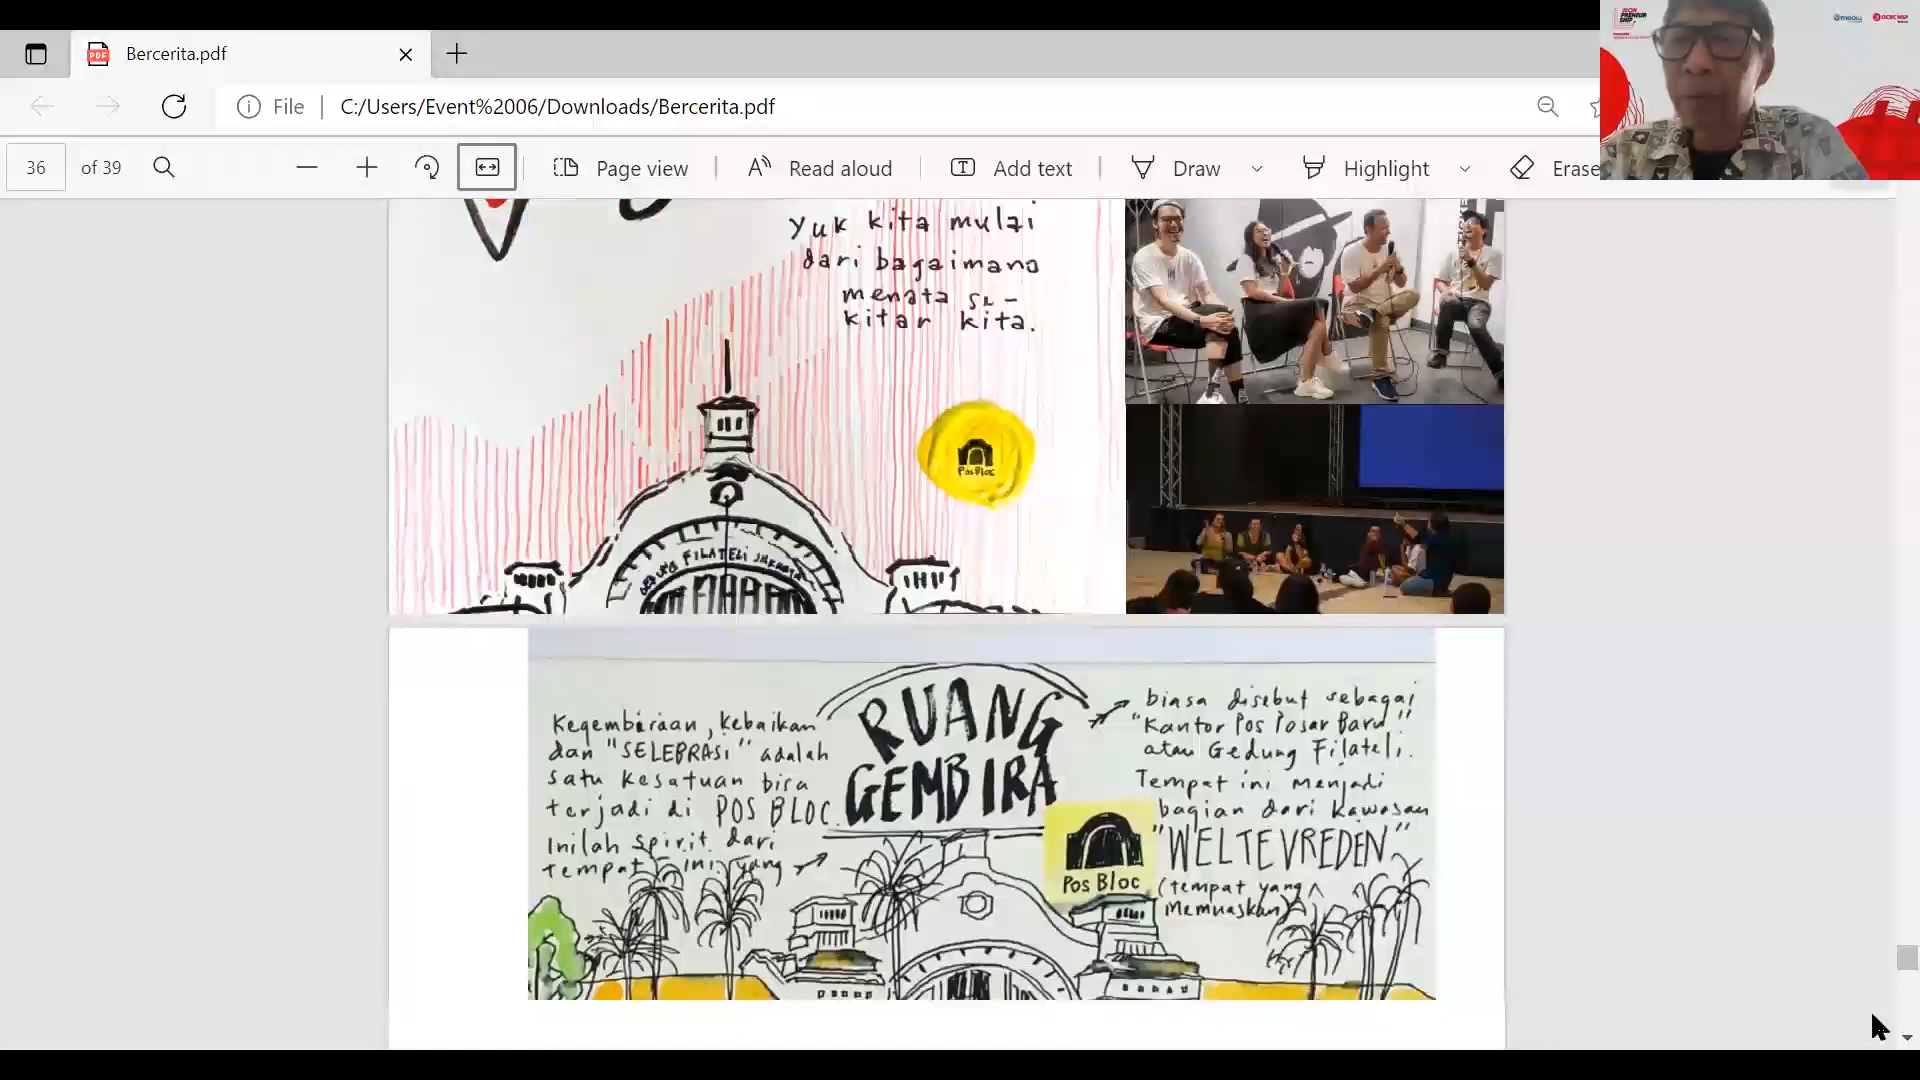 Bercerita.pdf
File
C:/Users/Event%2006/Downloads/Bercerita.pdf
36 of 39
Page view
Read aloud
Add text
Draw
Highlight
Erase
yuk kita mulai
dari bagaimana
menata se-
kitar kita.
Pos Bloc
GEDUNG FILATELI JAKARTA
Kegembiraan, kebaikan
dan "SELEBRASI" adalah
satu kesatuan bisa
terjadi di POS BLOC.
Inilah spirit dari
tempat ini yang
RUANG
GEMBIRA
Pos Bloc
biasa disebut sebagai
"Kantor Pos Pasar Baru"
atau Gedung Filateli.
Tempat ini menjadi
bagian dari kawasan
"WELTEVREDEN"
(tempat yang
memuaskan)